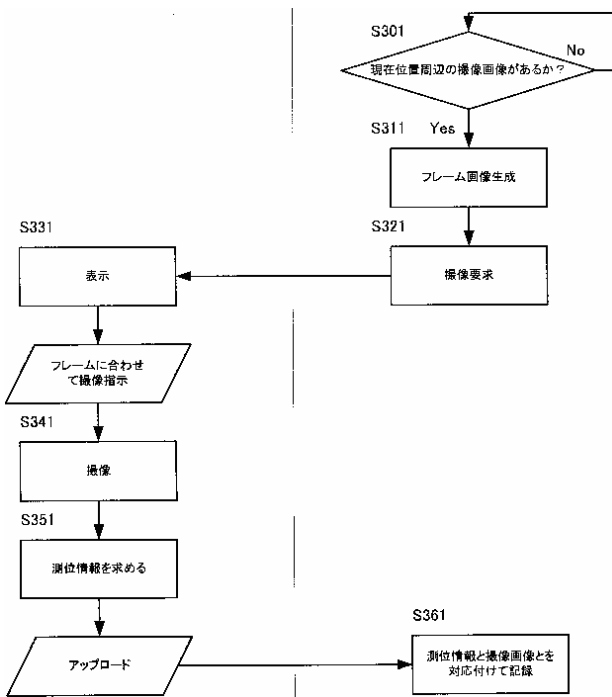 S301
現在位置周辺の撮像画像があるか？
No
S311
Yes
フレーム画像生成
S321
撮像要求
S331
表示
フレームに合わせ
て撮像指示
S341
撮像
S351
測位情報を求める
アップロード
S361
測位情報と撮像画像とを
対応付けて記録